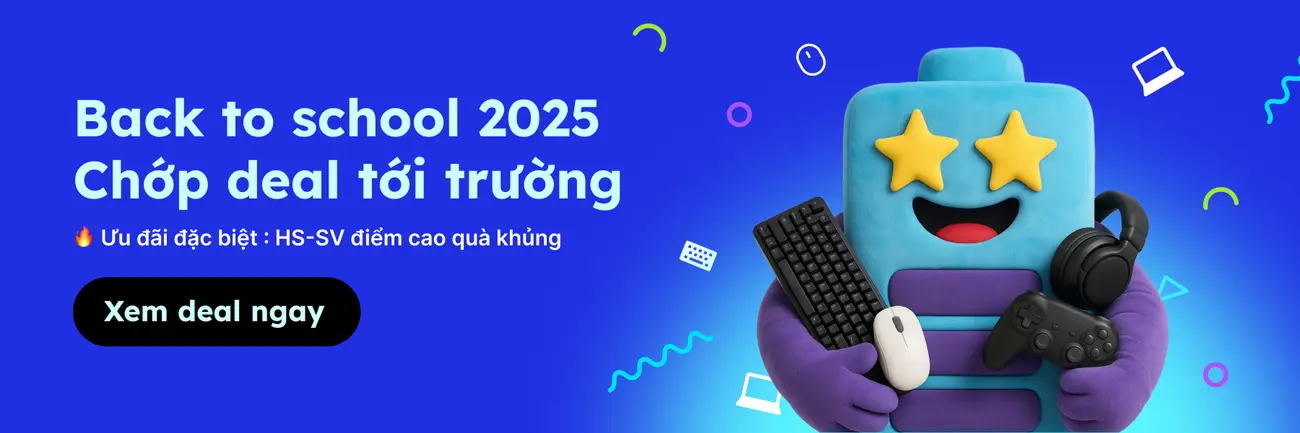 Back to school 2025
Chớp deal tới trường
🔥 Ưu đãi đặc biệt : HS-SV điểm cao quà khủng
Xem deal ngay